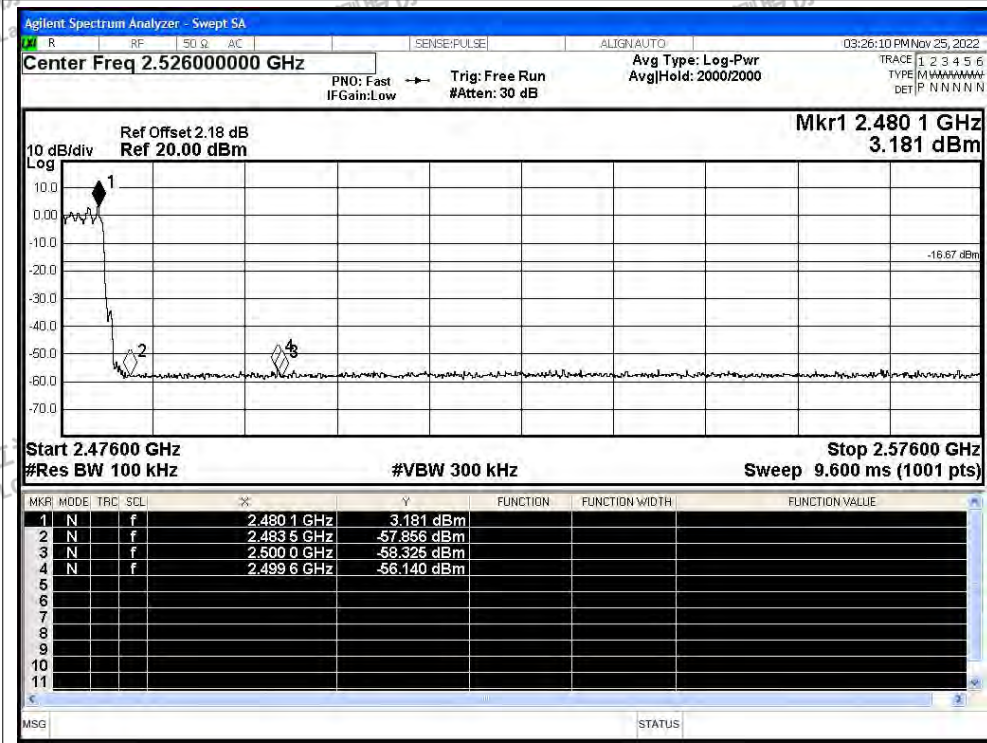 Agilent Spectrum Analyzer - Swept SA
R RF 50 Ω AC SENSE:PULSE ALIGN AUTO 03:26:10 PM Nov 25, 2022
Center Freq 2.526000000 GHz
PNO: Fast
IFGain:Low
Trig: Free Run
#Atten: 30 dB
Avg Type: Log-Pwr
Avg|Hold: 2000/2000
TRACE 1 2 3 4 5 6
TYPE M
DET P N N N N N
Mkr1 2.480 1 GHz
3.181 dBm
Ref Offset 2.18 dB
10 dB/div Ref 20.00 dBm
Log
10.0
0.00
-10.0
-20.0
-30.0
-40.0
-50.0
-60.0
-70.0
1
2
4
3
-16.67 dBm
Start 2.47600 GHz Stop 2.57600 GHz
#Res BW 100 kHz #VBW 300 kHz Sweep 9.600 ms (1001 pts)
MKR MODE TRC SCL X Y FUNCTION FUNCTION WIDTH FUNCTION VALUE
1 N f 2.480 1 GHz 3.181 dBm
2 N f 2.483 5 GHz -57.856 dBm
3 N f 2.500 0 GHz -58.325 dBm
4 N f 2.499 6 GHz -56.140 dBm
5
6
7
8
9
10
11
MSG STATUS